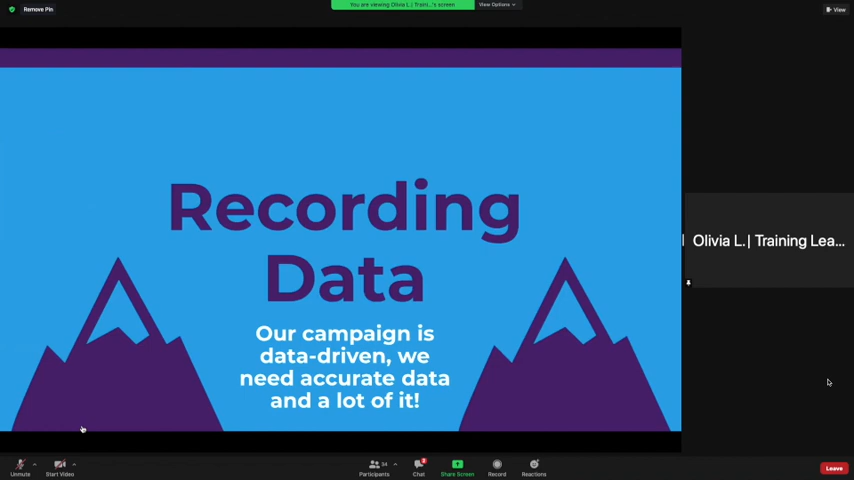 Remove Pin
You are viewing Olivia L.| Traini...'s screen
View Options
View
Recording
Data
Our campaign is
data-driven, we
need accurate data
and a lot of it!
Olivia L.| Training Lea...
Unmute
Start Video
54
Participants
Chat
Share Screen
Record
Reactions
Leave